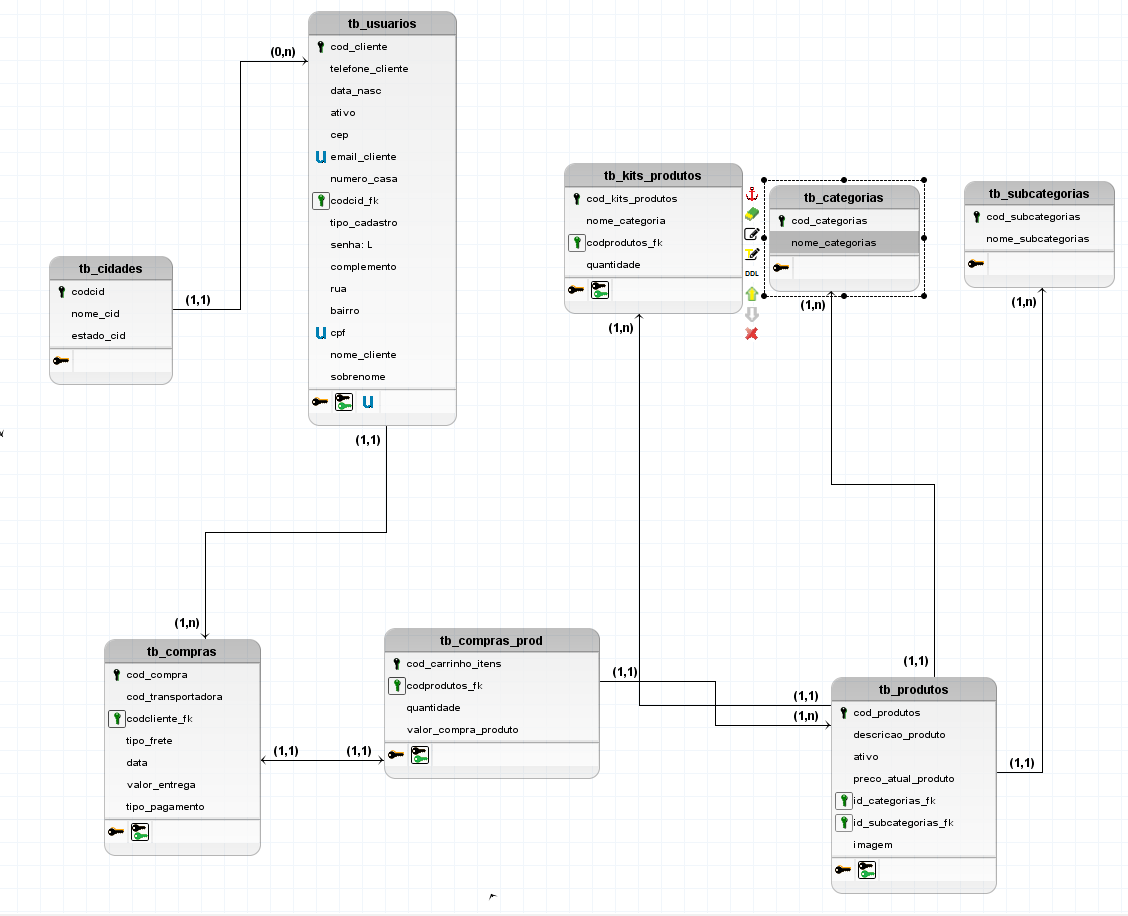 tb_usuarios
cod_cliente
telefone_cliente
data_nasc
ativo
cep
U email_cliente
numero_casa
codcid_fk
tipo_cadastro
senha: L
complemento
rua
bairro
U cpf
nome_cliente
sobrenome
U
(0,n)
(1,1)
tb_cidades
codcid
nome_cid
estado_cid
(1,1)
tb_kits_produtos
cod_kits_produtos
nome_categoria
codprodutos_fk
quantidade
(1,n)
DDL
tb_categorias
cod_categorias
nome_categorias
(1,n)
tb_subcategorias
cod_subcategorias
nome_subcategorias
(1,n)
(1,n)
tb_compras
cod_compra
cod_transportadora
codcliente_fk
tipo_frete
data
valor_entrega
tipo_pagamento
(1,1)
(1,1)
tb_compras_prod
cod_carrinho_itens
codprodutos_fk
quantidade
valor_compra_produto
(1,1)
(1,1)
(1,n)
(1,1)
tb_produtos
cod_produtos
descricao_produto
ativo
preco_atual_produto
id_categorias_fk
id_subcategorias_fk
imagem
(1,1)